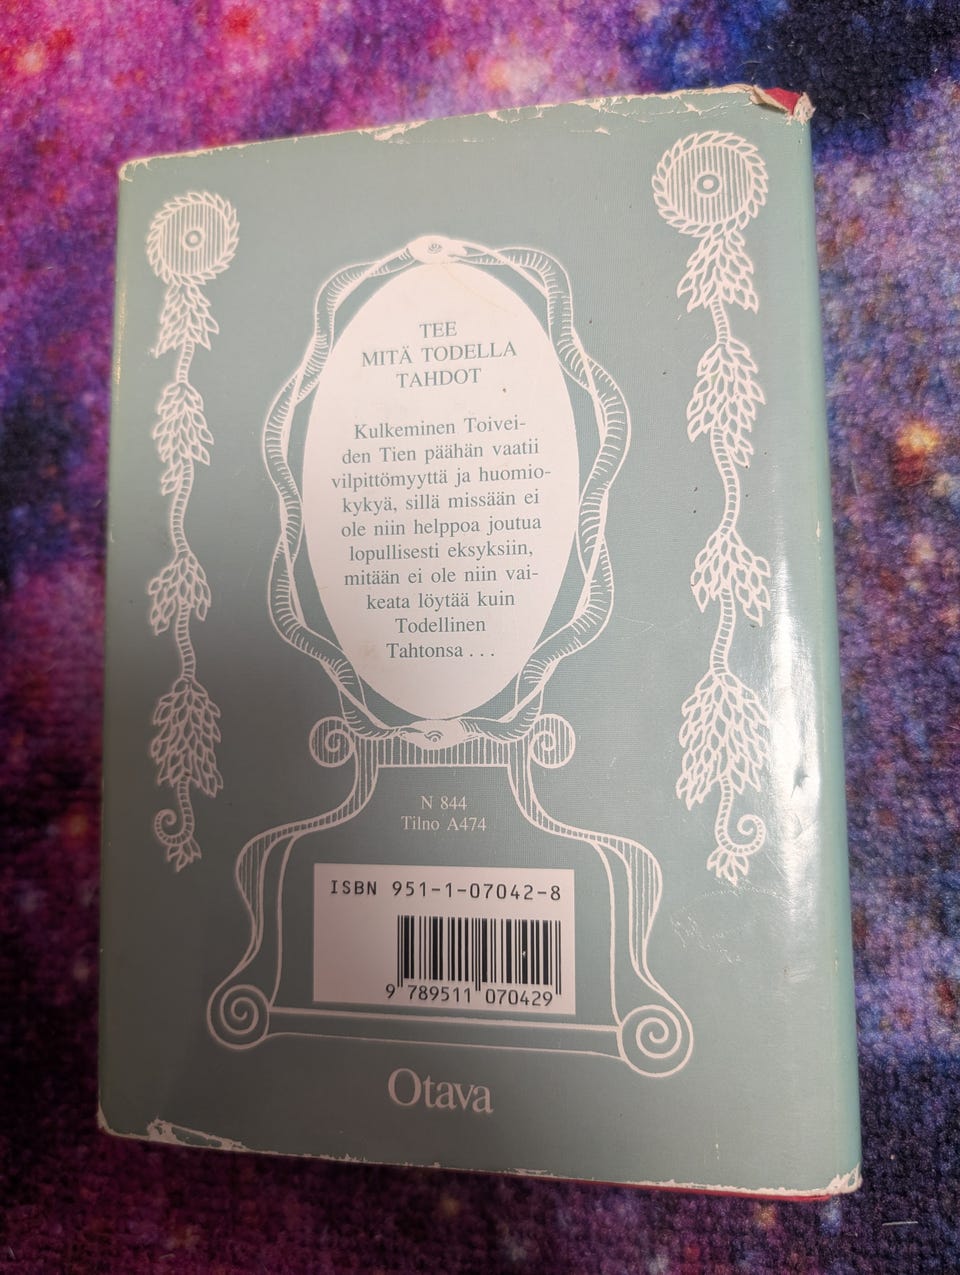 TEE
MITÄ TODELLA
TAHDOT
Kulkeminen Toivei-
den Tien päähän vaatii
vilpittömyyttä ja huomio-
kykyä, sillä missään ei
ole niin helppoa joutua
lopullisesti eksyksiin,
mitään ei ole niin vai-
keata löytää kuin
Todellinen
Tahtonsa . . .
N 844
Tilno A474
ISBN 951-1-07042-8
9 789511 070429
Otava